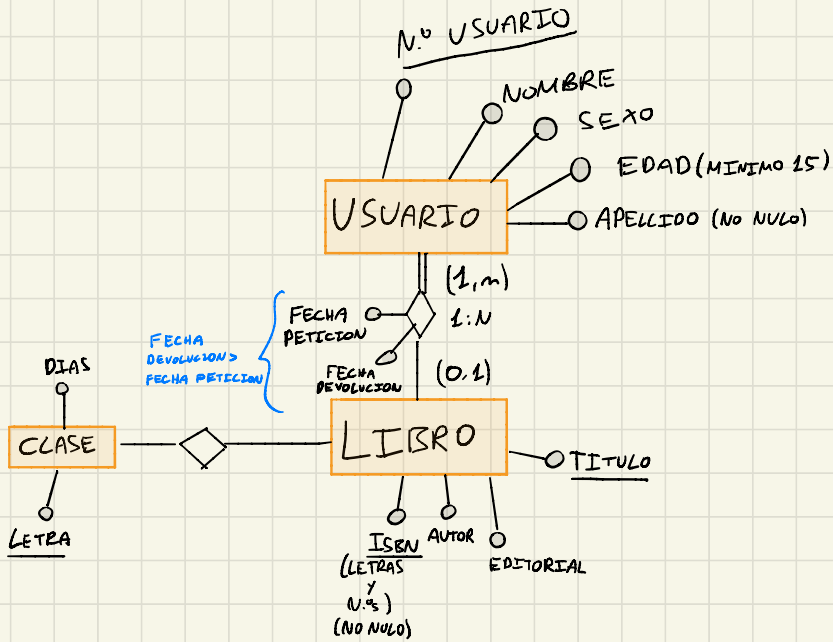 N.º USUARIO
NOMBRE
SEXO
EDAD (MINIMO 15)
USUARIO
APELLIDO (NO NULO)
(1,n)
FECHA
PETICION
1:N
FECHA
DEVOLUCION>
FECHA PETICION
FECHA
DEVOLUCION
(0,1)
DIAS
CLASE
LIBRO
TITULO
LETRA
ISBN
(LETRAS
Y
N.ºs)
(NO NULO)
AUTOR
EDITORIAL